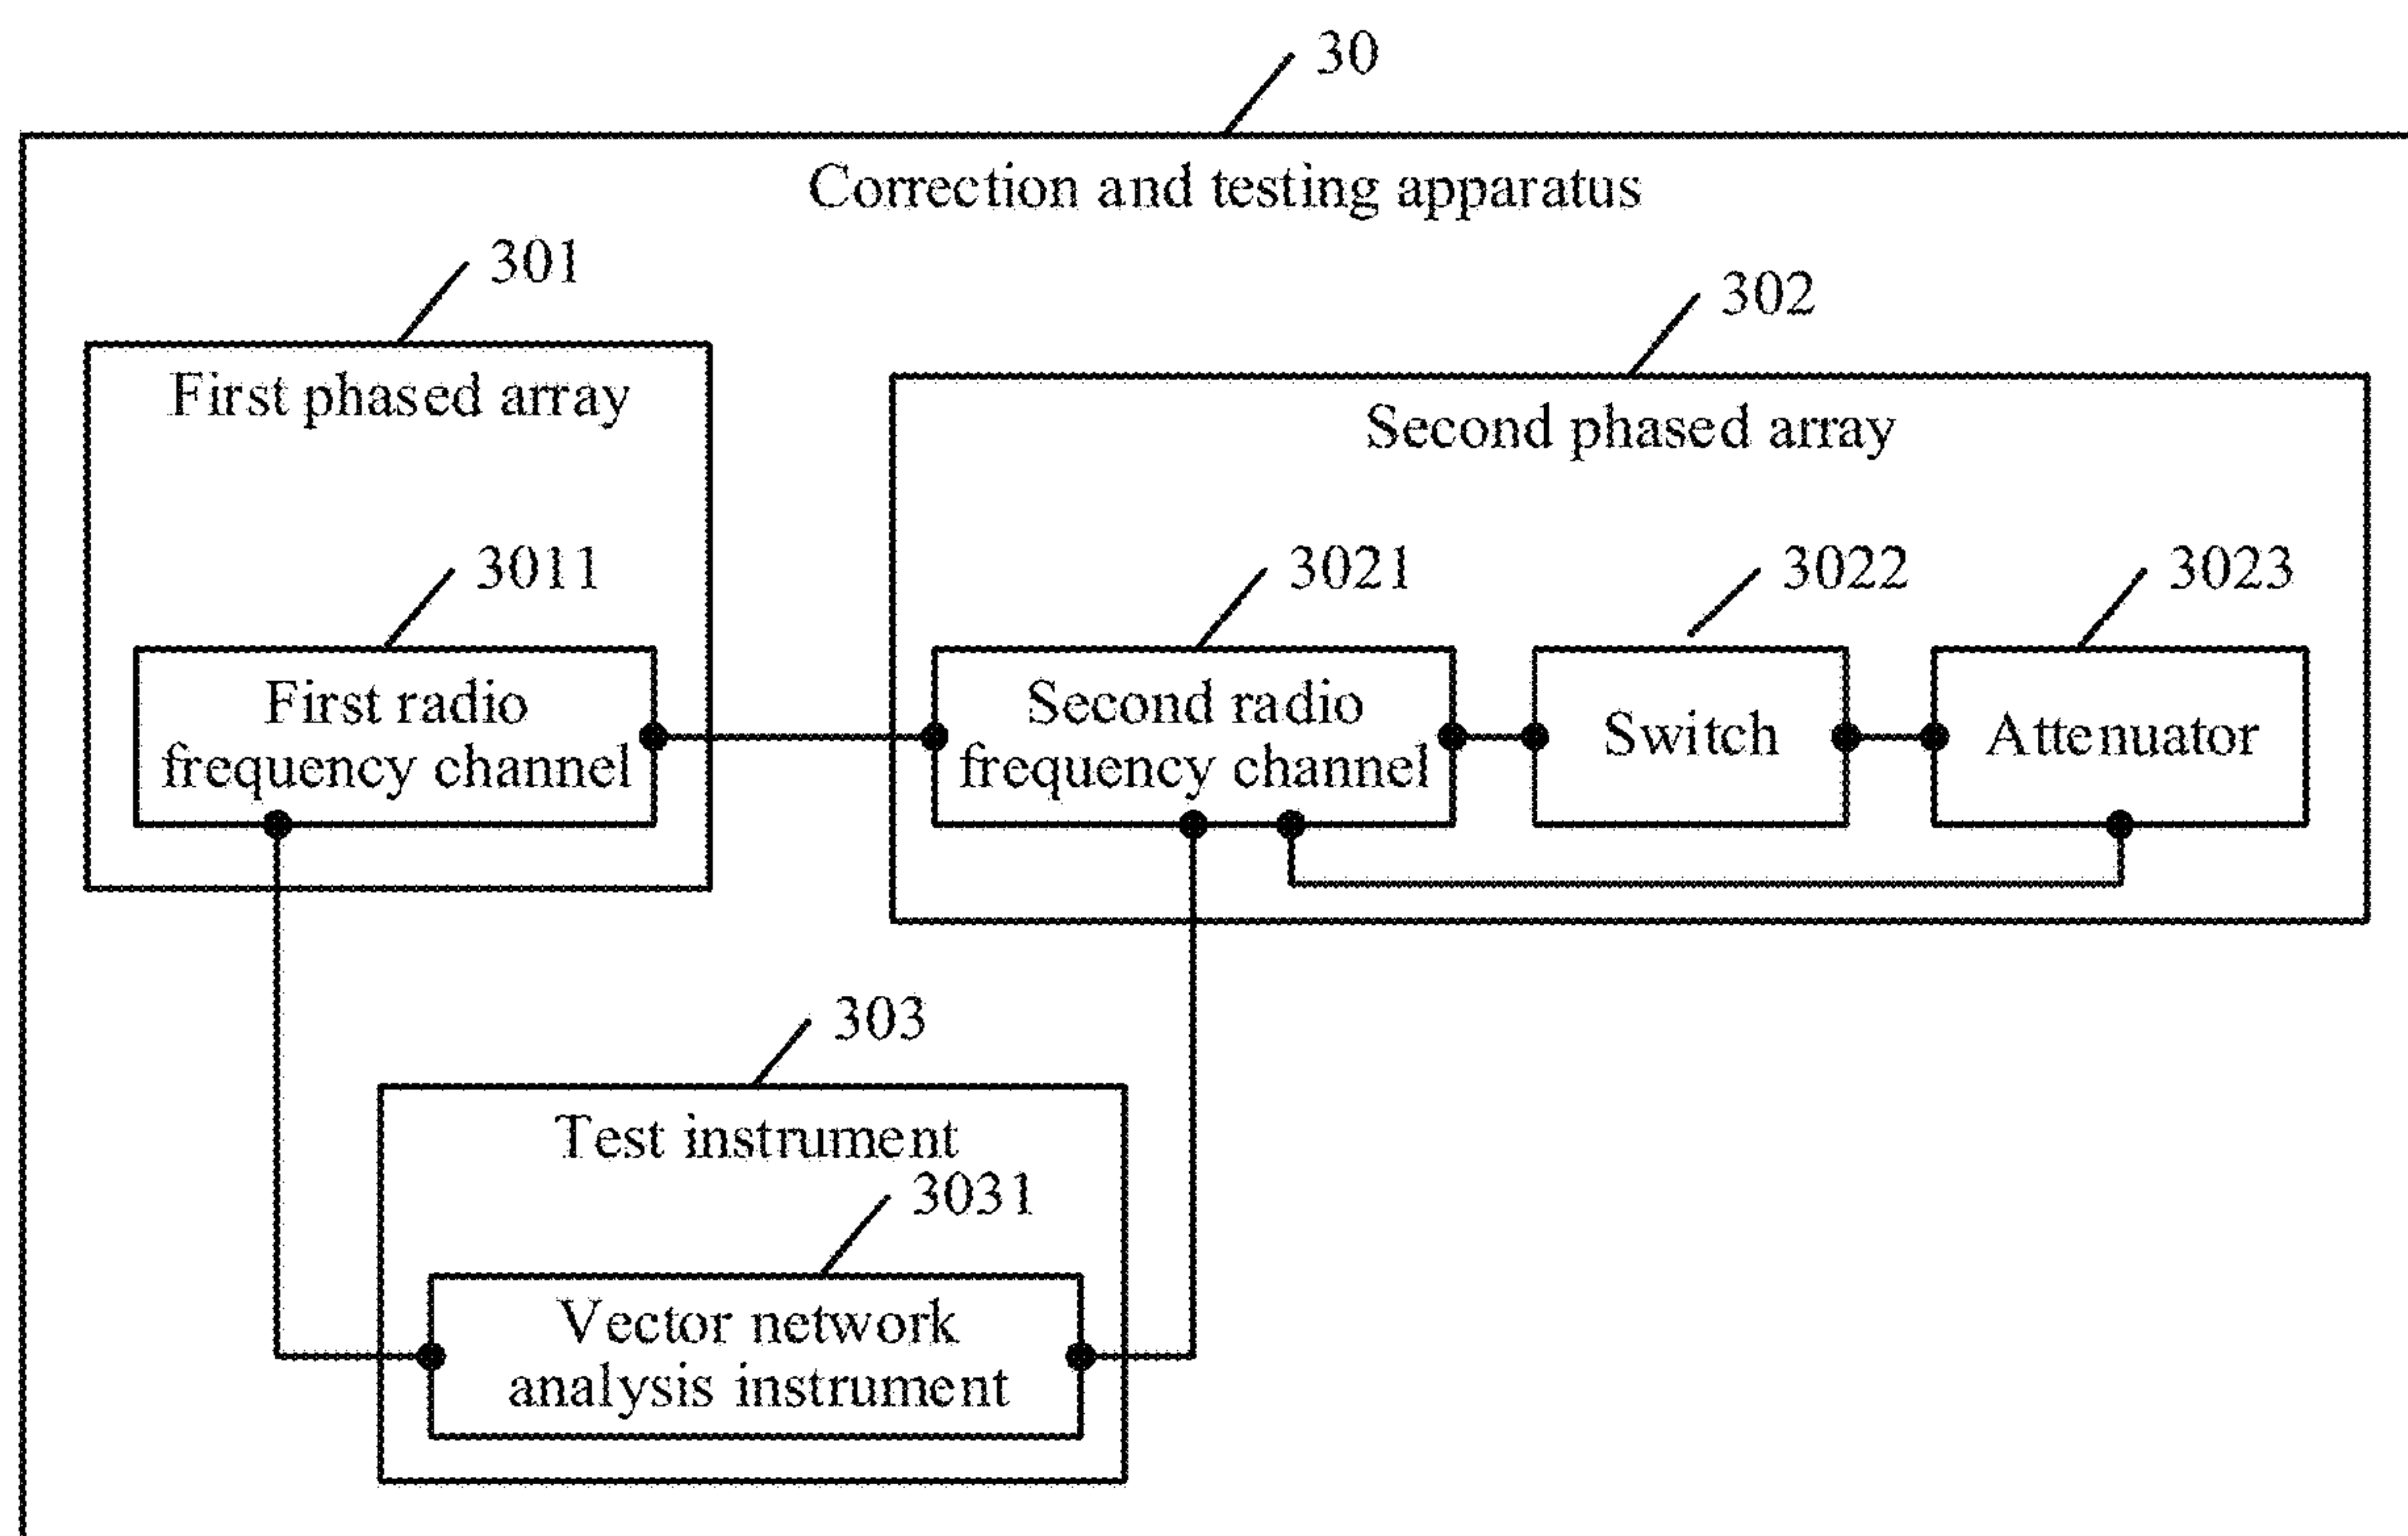 30
Correction and testing apparatus
301
302
First phased array
Second phased array
3011
3021
3022
3023
First radio
frequency channel
Second radio
frequency channel
Switch
Attenuator
303
Test instrument
3031
Vector network
analysis instrument